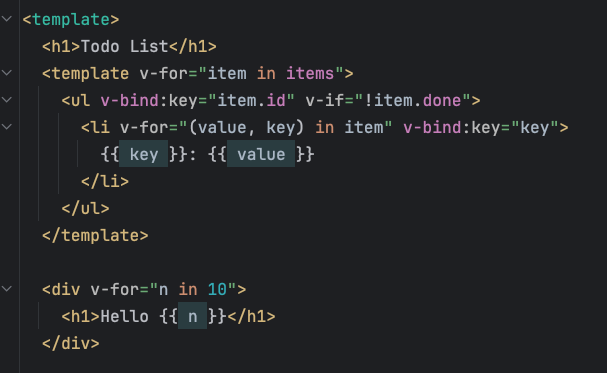 <template>
  <h1>Todo List</h1>
  <template v-for="item in items">
    <ul v-bind:key="item.id" v-if="!item.done">
      <li v-for="(value, key) in item" v-bind:key="key">
        {{ key }}: {{ value }}
      </li>
    </ul>
  </template>

  <div v-for="n in 10">
    <h1>Hello {{ n }}</h1>
  </div>